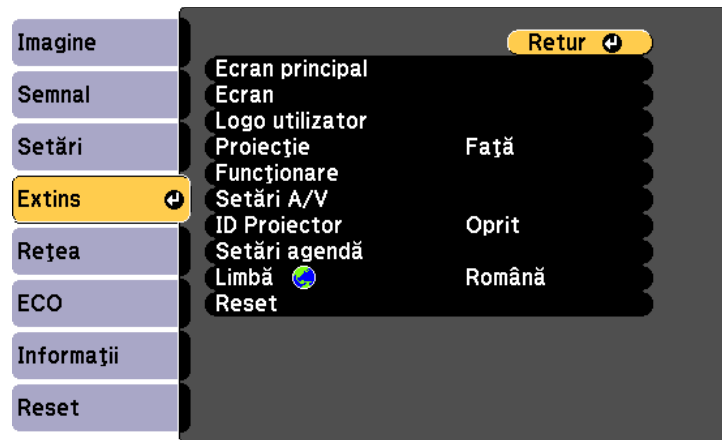 Imagine
Semnal
Setări
Extins
Reţea
ECO
Informaţii
Reset
Retur
Ecran principal
Ecran
Logo utilizator
Proiecţie Faţă
Funcţionare
Setări A/V
ID Proiector Oprit
Setări agendă
Limbă Română
Reset